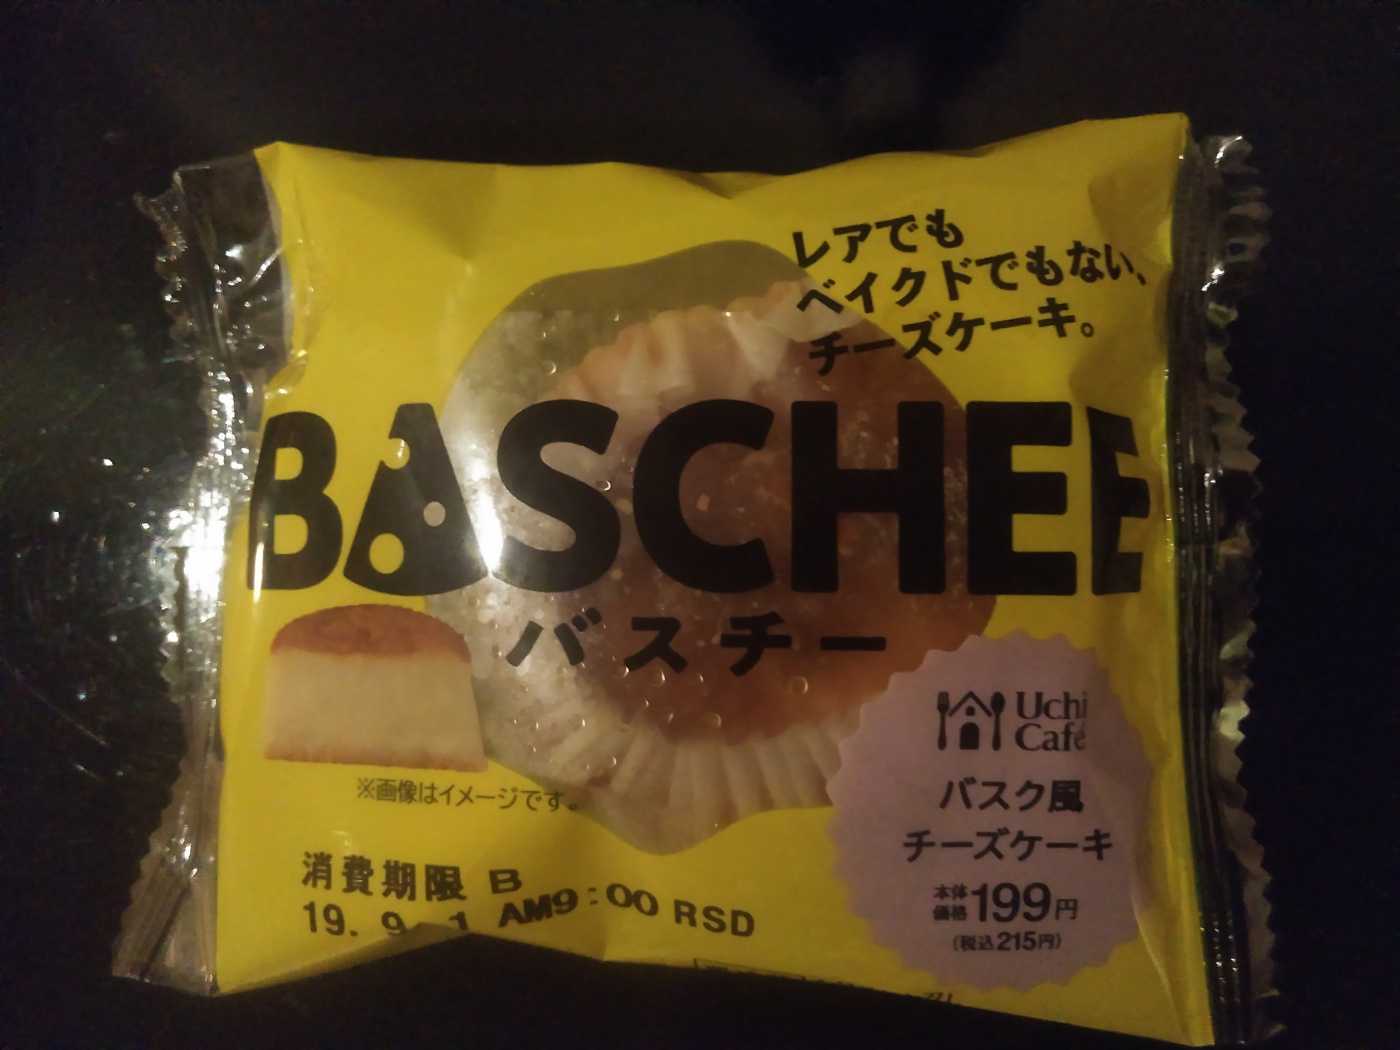 レアでも
ベイクドでもない、
チーズケーキ。
BASCHEE
バスチー
※画像はイメージです。
Uchi
Café
バスク風
チーズケーキ
本体
価格 199円
(税込215円)
消費期限 B
19. 9. 1 AM9:00 RSD